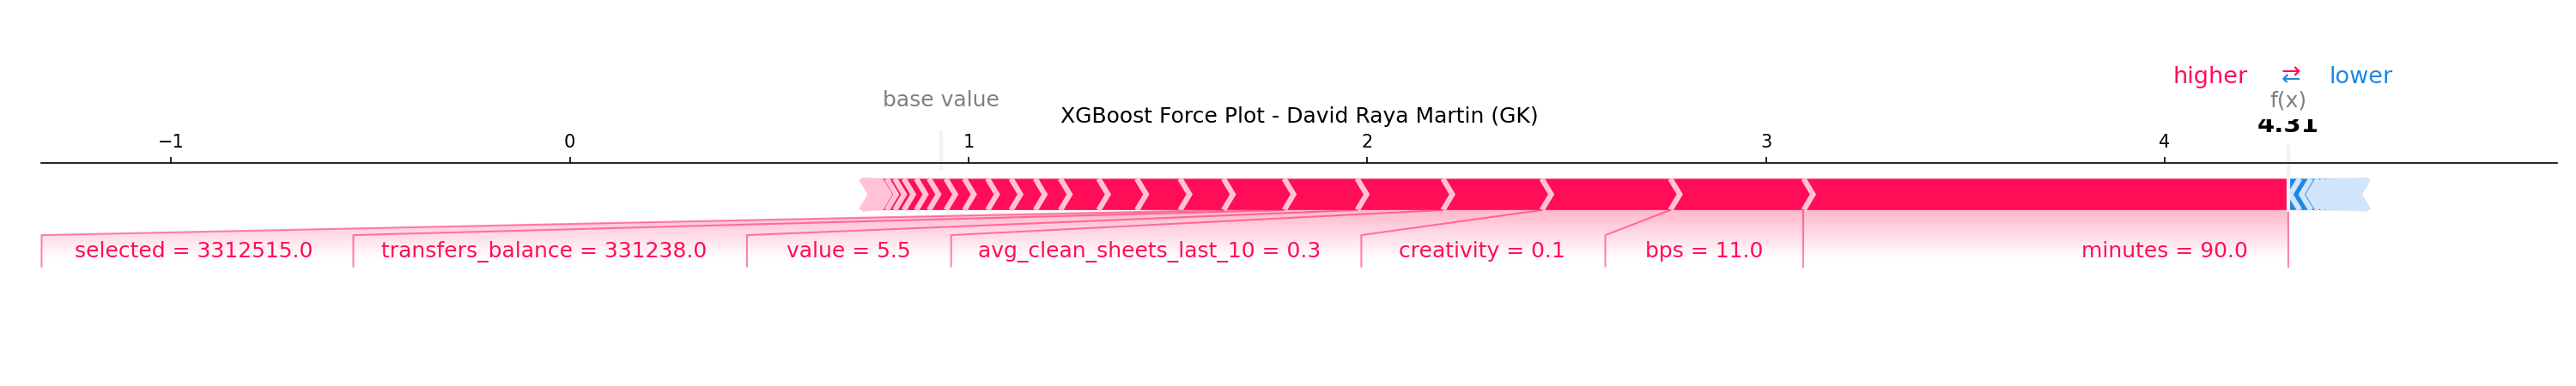 higher ⇄ lower
base value
f(x)
XGBoost Force Plot - David Raya Martin (GK)
4.31
−1 0 1 2 3 4
selected = 3312515.0 transfers_balance = 331238.0 value = 5.5 avg_clean_sheets_last_10 = 0.3 creativity = 0.1 bps = 11.0 minutes = 90.0